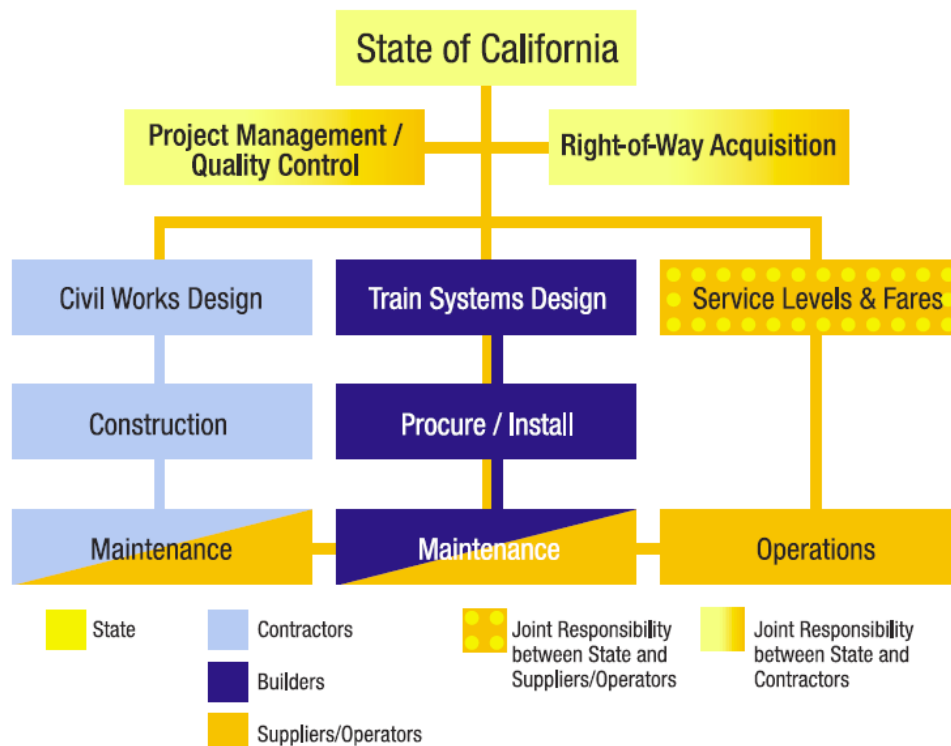 State of California
Project Management /
Quality Control
Right-of-Way Acquisition
Civil Works Design
Train Systems Design
Service Levels & Fares
Construction
Procure / Install
Maintenance
Maintenance
Operations
State
Contractors
Builders
Suppliers/Operators
Joint Responsibility
between State and
Suppliers/Operators
Joint Responsibility
between State and
Contractors